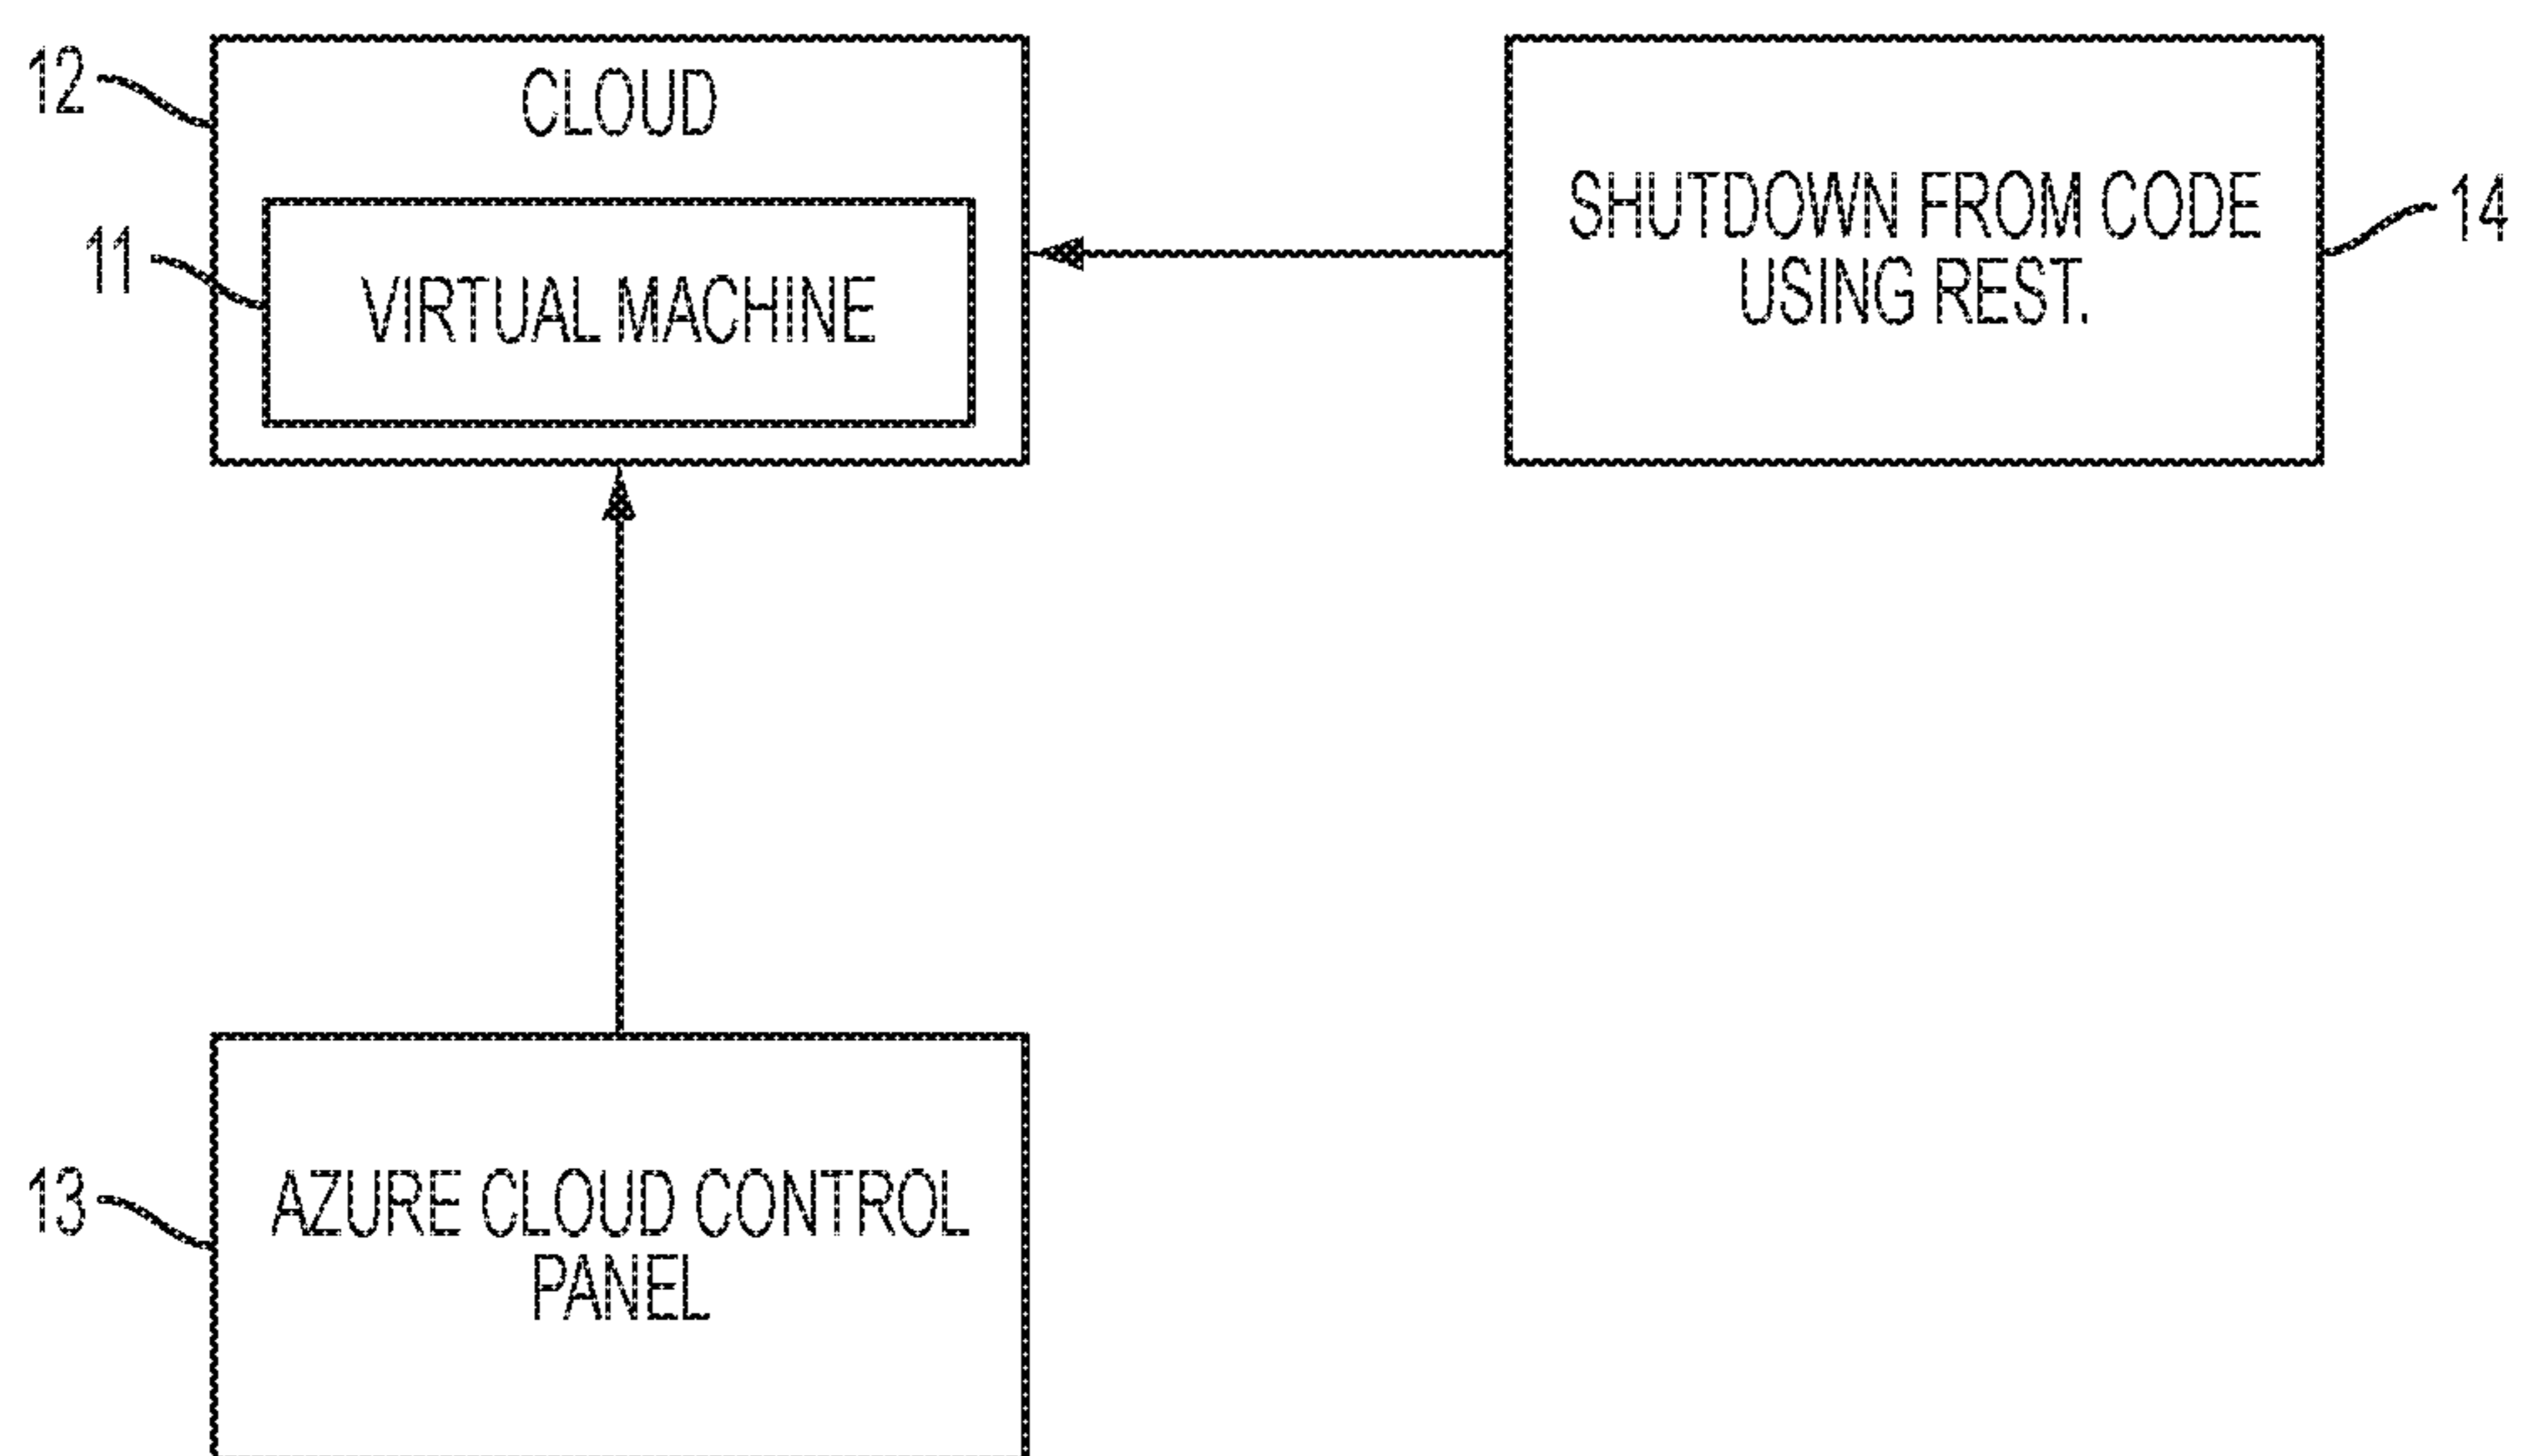 12
CLOUD
11
VIRTUAL MACHINE
SHUTDOWN FROM CODE
USING REST.
14
13
AZURE CLOUD CONTROL
PANEL